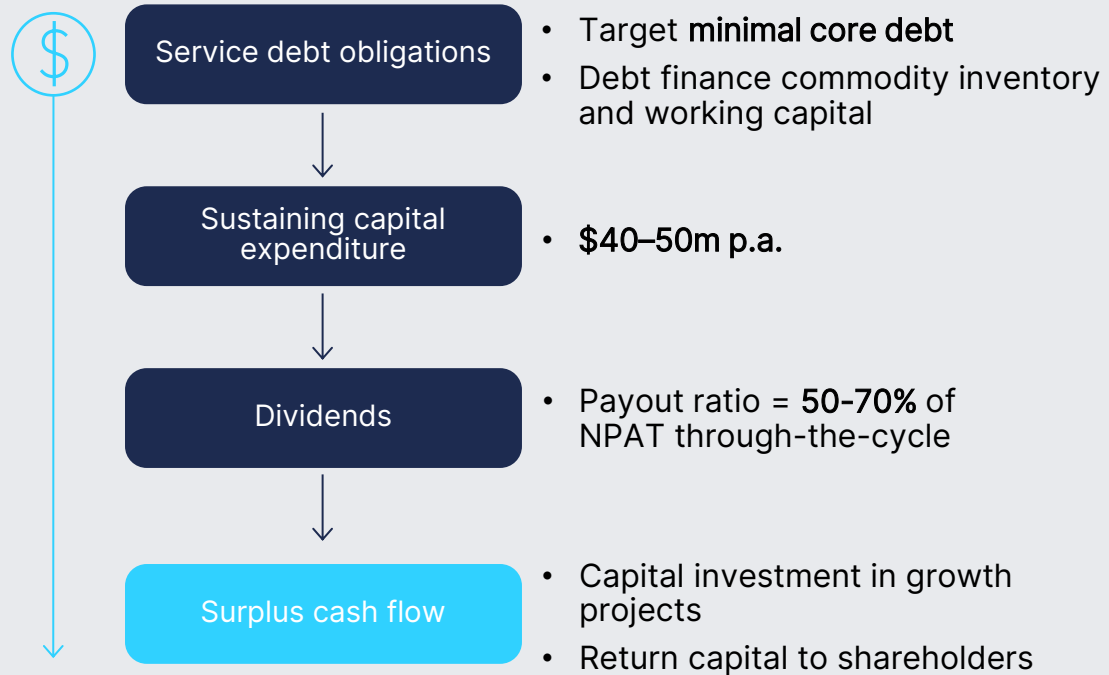 $
Service debt obligations
• Target minimal core debt
• Debt finance commodity inventory
and working capital
Sustaining capital
expenditure
• $40–50m p.a.
Dividends
• Payout ratio = 50-70% of
NPAT through-the-cycle
Surplus cash flow
• Capital investment in growth
projects
• Return capital to shareholders